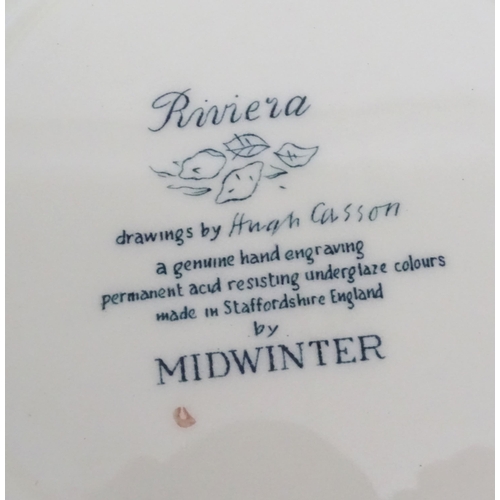 Riviera
drawings by Hugh Casson
a genuine hand engraving
permanent acid resisting underglaze colours
made in Staffordshire England
by
MIDWINTER